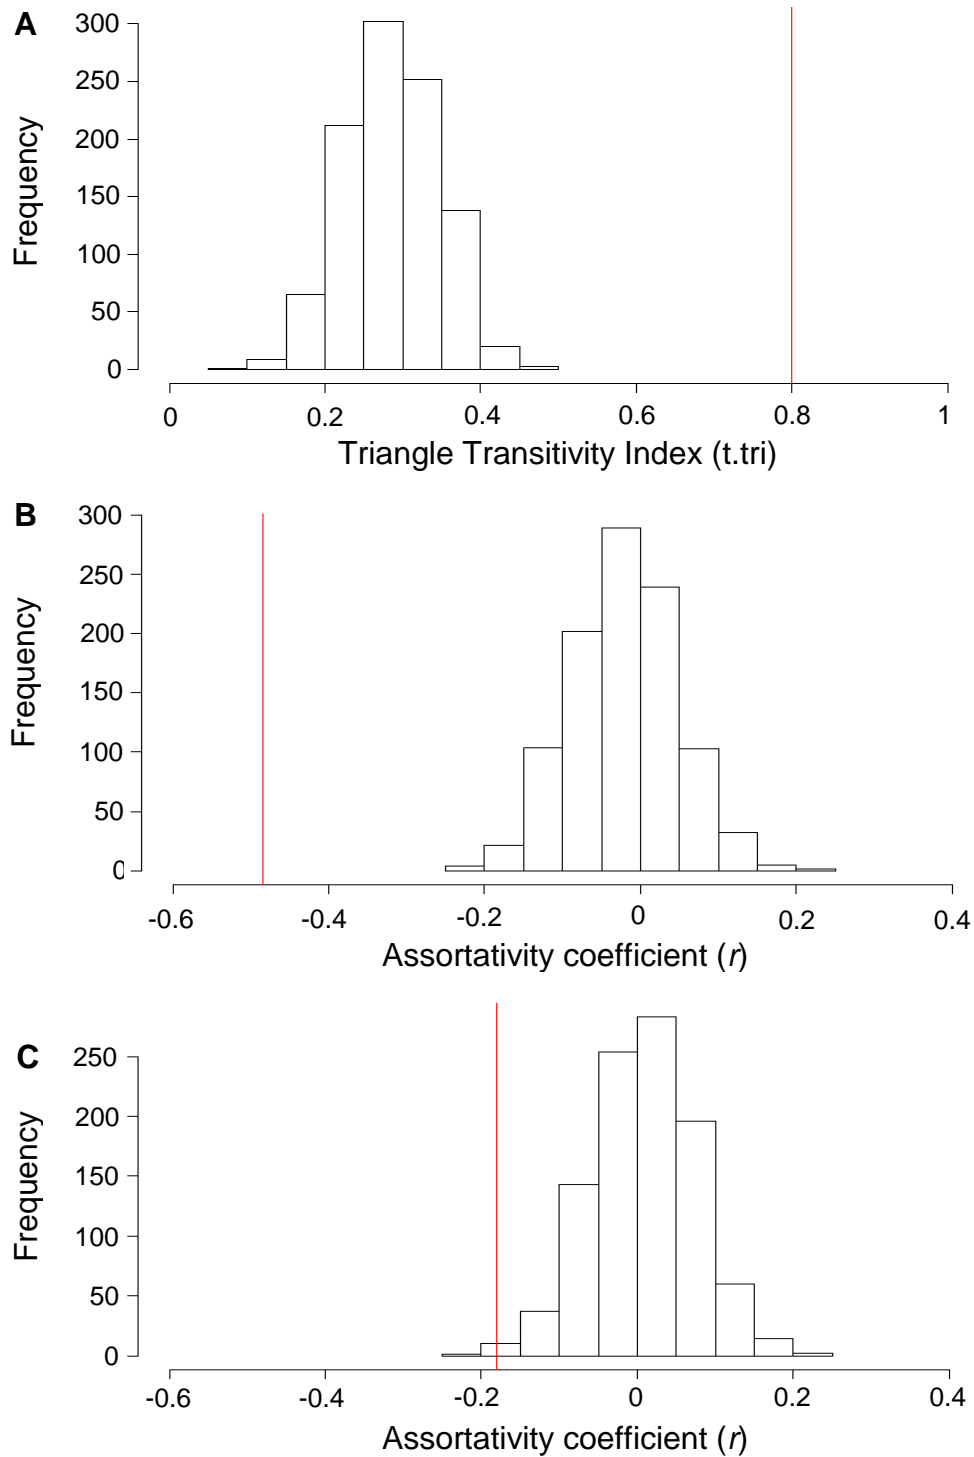 A
300
250
200
150
100
50
0
Frequency
0 0.2 0.4 0.6 0.8 1
Triangle Transitivity Index (t.tri)
B
300
250
200
150
100
50
0
Frequency
-0.6 -0.4 -0.2 0 0.2 0.4
Assortativity coefficient (r)
C
250
200
150
100
50
0
Frequency
-0.6 -0.4 -0.2 0 0.2 0.4
Assortativity coefficient (r)